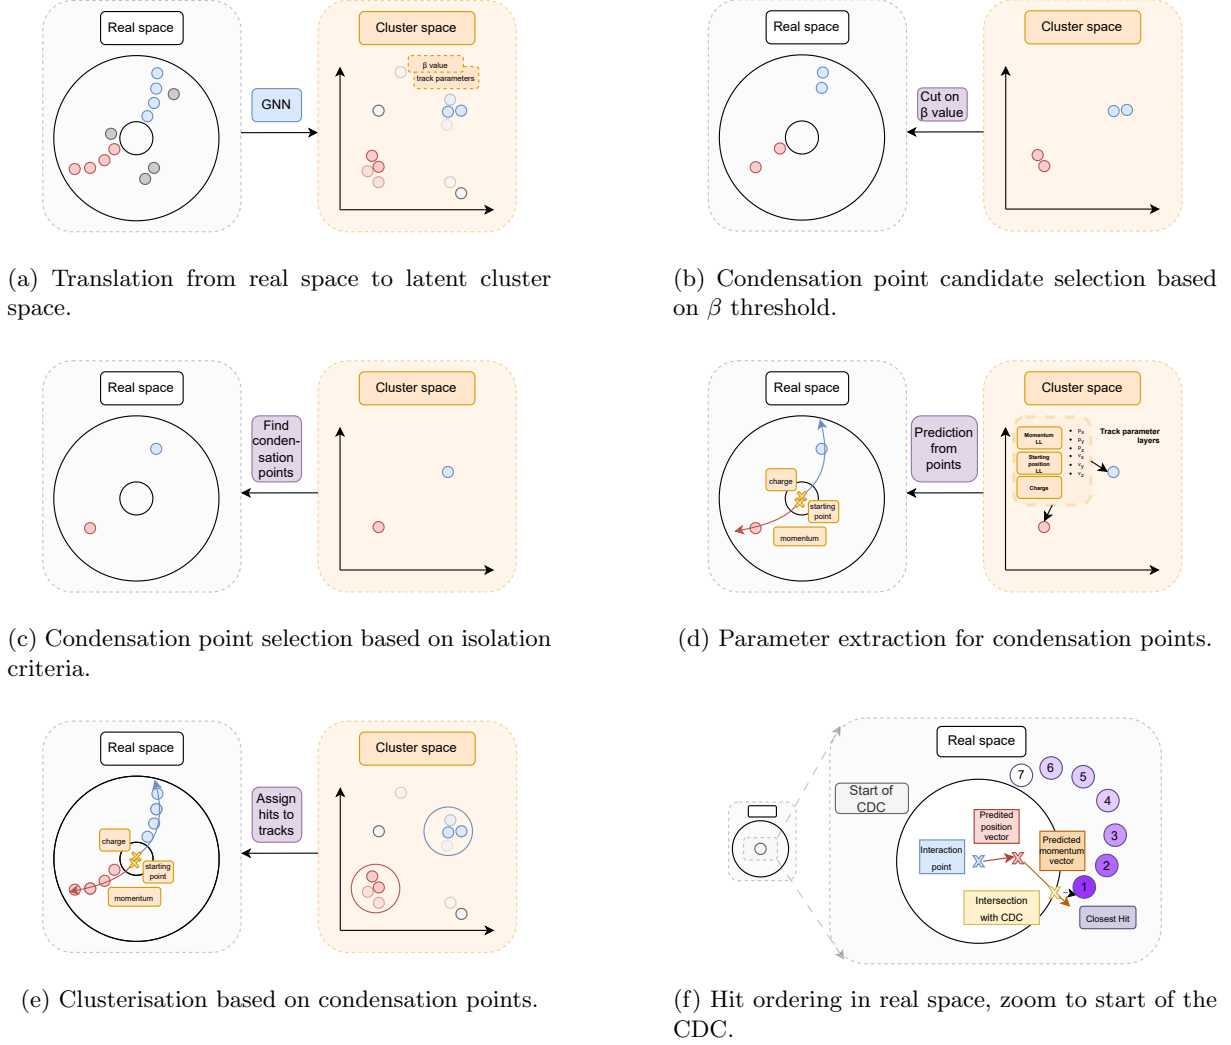 Real space
Cluster space
β value
track parameters
GNN
(a) Translation from real space to latent cluster
space.
Real space
Cluster space
Cut on
β value
(b) Condensation point candidate selection based
on β threshold.
Real space
Cluster space
Find
conden-
sation
points
(c) Condensation point selection based on isolation
criteria.
Real space
Cluster space
charge
starting
point
momentum
Prediction
from
points
Momentum
LL
Starting
position
LL
Charge
• px
• py
• pz
• vx
• vy
• vz
Track parameter
layers
(d) Parameter extraction for condensation points.
Real space
Cluster space
charge
starting
point
momentum
Assign
hits to
tracks
(e) Clusterisation based on condensation points.
Real space
Start of
CDC
7
6
5
4
3
2
1
Predited
position
vector
Predicted
momentum
vector
Interaction
point
Intersection
with CDC
Closest Hit
(f) Hit ordering in real space, zoom to start of the
CDC.